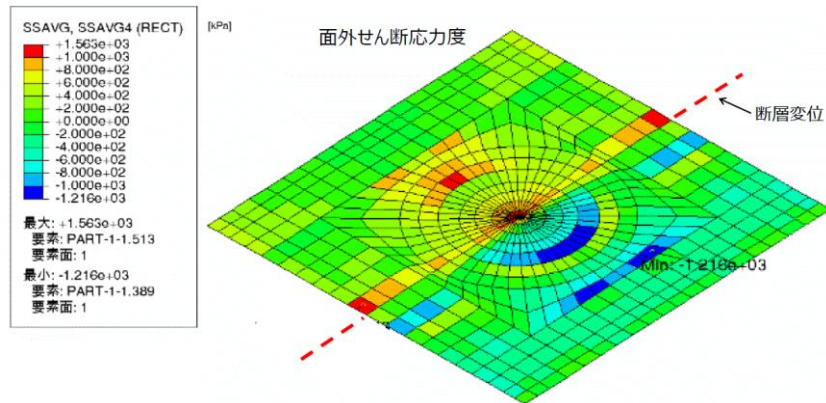 SSAVG, SSAVG4 (RECT)
[kPa]
+1.563e+03
+1.000e+03
+8.000e+02
+6.000e+02
+4.000e+02
+2.000e+02
+0.000e+00
-2.000e+02
-4.000e+02
-6.000e+02
-8.000e+02
-1.000e+03
-1.216e+03
最大: +1.563e+03
要素: PART-1-1.513
要素面: 1
最小: -1.216e+03
要素: PART-1-1.389
要素面: 1
面外せん断応力度
断層変位
Min: -1.216e+03